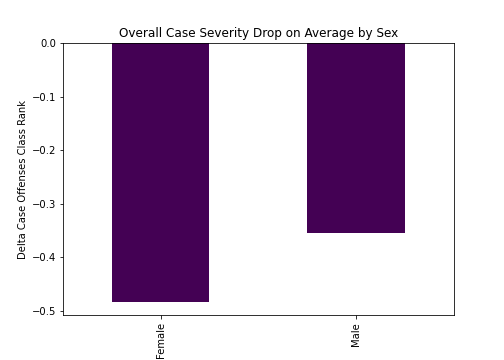 Overall Case Severity Drop on Average by Sex
0.0
−0.1
−0.2
−0.3
−0.4
−0.5
Delta Case Offenses Class Rank
Female
Male